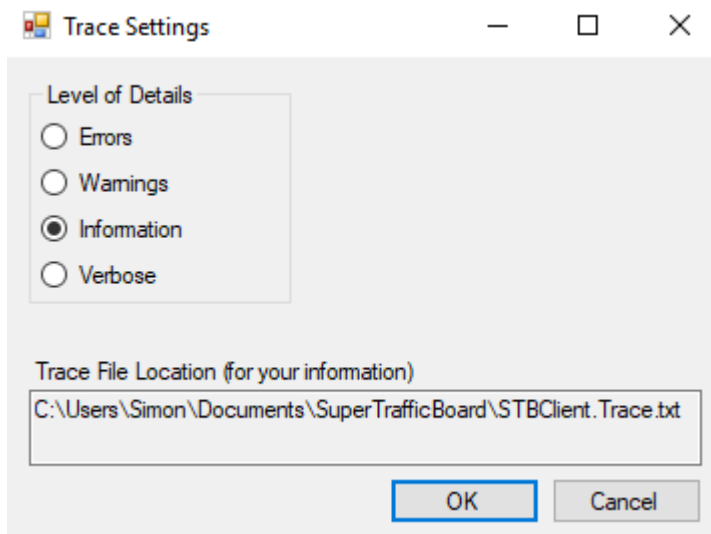 Trace Settings
Level of Details
Errors
Warnings
Information
Verbose
Trace File Location (for your information)
C:\Users\Simon\Documents\SuperTrafficBoard\STBClient.Trace.txt
OK
Cancel